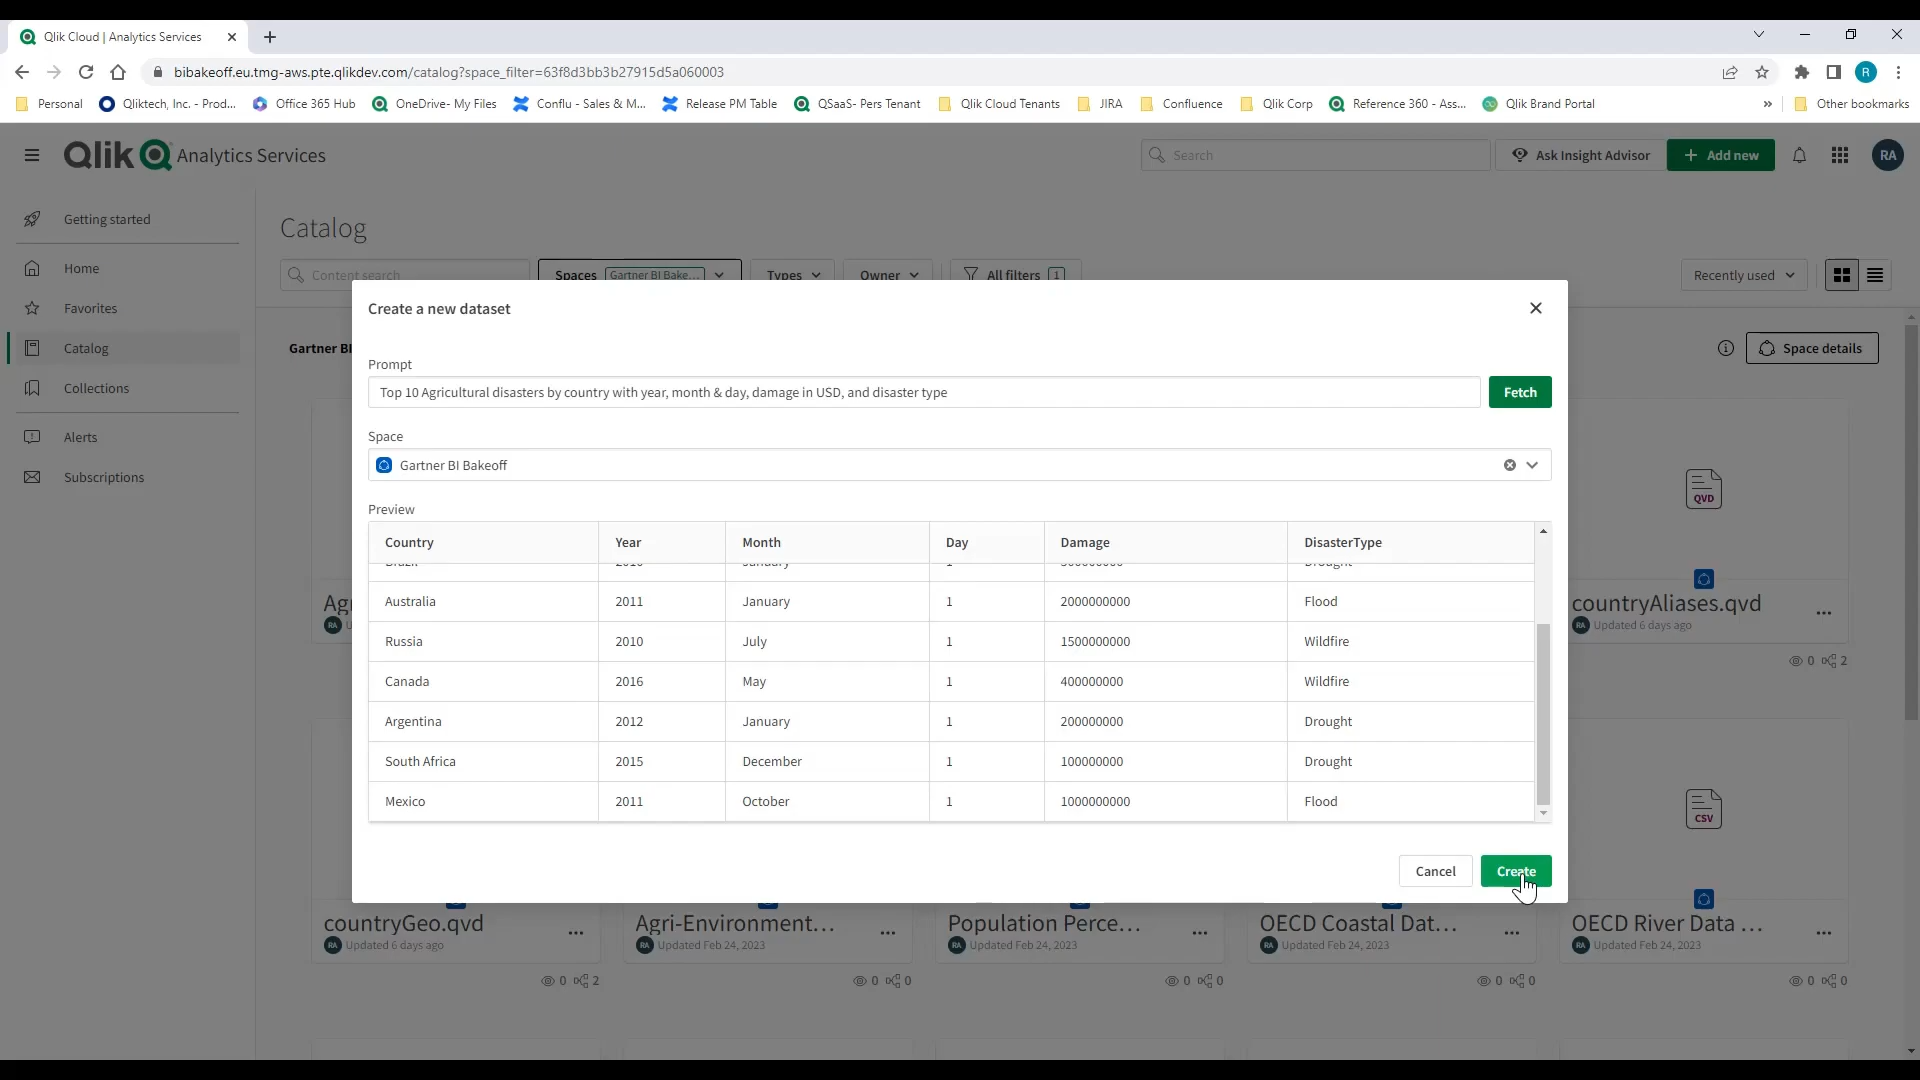 Qlik Cloud | Analytics Services
bibakeoff.eu.tmg-aws.pte.qlikdev.com/catalog?space_filter=63f8d3bb3b27915d5a060003
R
Personal
Qliktech, Inc. - Prod...
Office 365 Hub
OneDrive- My Files
Conflu - Sales & M...
Release PM Table
QSaaS- Pers Tenant
Qlik Cloud Tenants
JIRA
Confluence
Qlik Corp
Reference 360 - Ass...
Qlik Brand Portal
»
Other bookmarks
Qlik Analytics Services
Search
Ask Insight Advisor
Add new
RA
Getting started
Home
Favorites
Catalog
Collections
Alerts
Subscriptions
Catalog
Content search
Spaces Gartner BI Bake...
Types
Owner
All filters 1
Recently used
Gartner BI
Space details
Create a new dataset
Prompt
Top 10 Agricultural disasters by country with year, month & day, damage in USD, and disaster type
Fetch
Space
Gartner BI Bakeoff
Preview
Country Year Month Day Damage DisasterType
Australia 2011 January 1 2000000000 Flood
Russia 2010 July 1 1500000000 Wildfire
Canada 2016 May 1 400000000 Wildfire
Argentina 2012 January 1 200000000 Drought
South Africa 2015 December 1 100000000 Drought
Mexico 2011 October 1 1000000000 Flood
Cancel
Create
QVD
countryAliases.qvd
RA Updated 6 days ago
0 2
CSV
countryGeo.qvd
RA Updated 6 days ago
0 2
Agri-Environment...
RA Updated Feb 24, 2023
0 0
Population Perce...
RA Updated Feb 24, 2023
0 0
OECD Coastal Dat...
RA Updated Feb 24, 2023
0 0
OECD River Data ...
RA Updated Feb 24, 2023
0 0